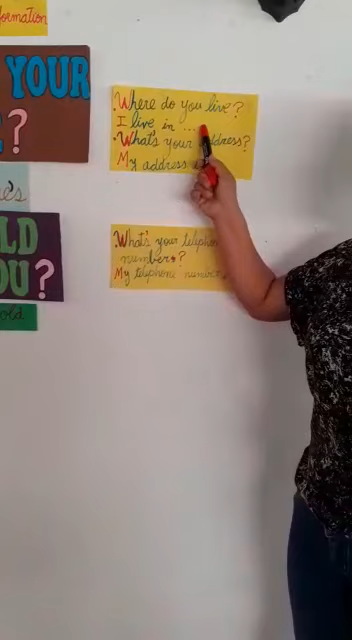 formation
YOUR
?
Where do you live?
I live in ...
What's your address?
My address
e's
LD
OU?
old
What's your telephone
number?
My telephone number